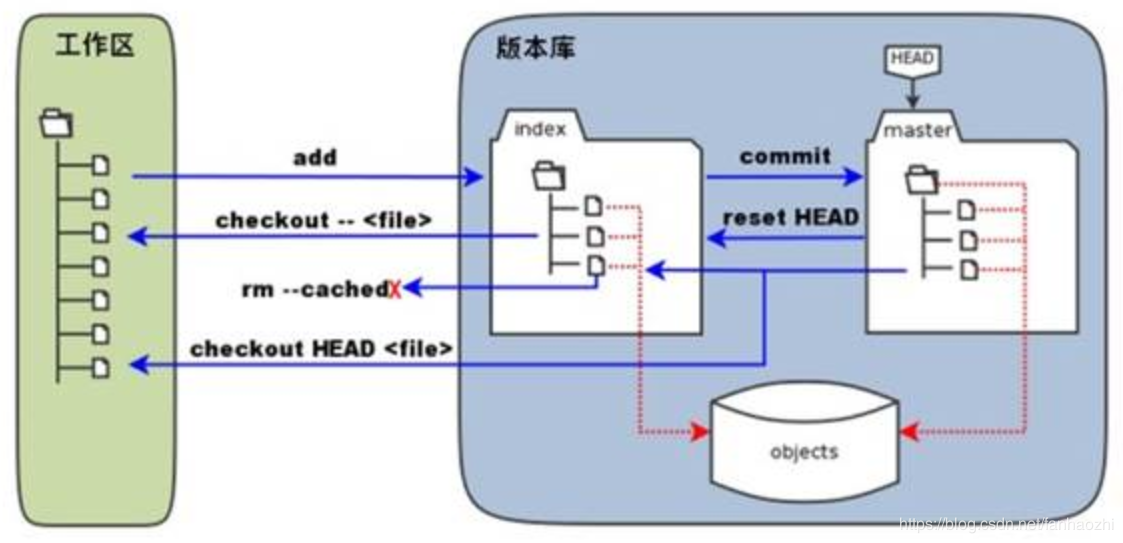 工作区
版本库
HEAD
index
master
add
commit
checkout -- <file>
reset HEAD
rm --cached
X
checkout HEAD <file>
objects
https://blog.csdn.net/fanhaozhi